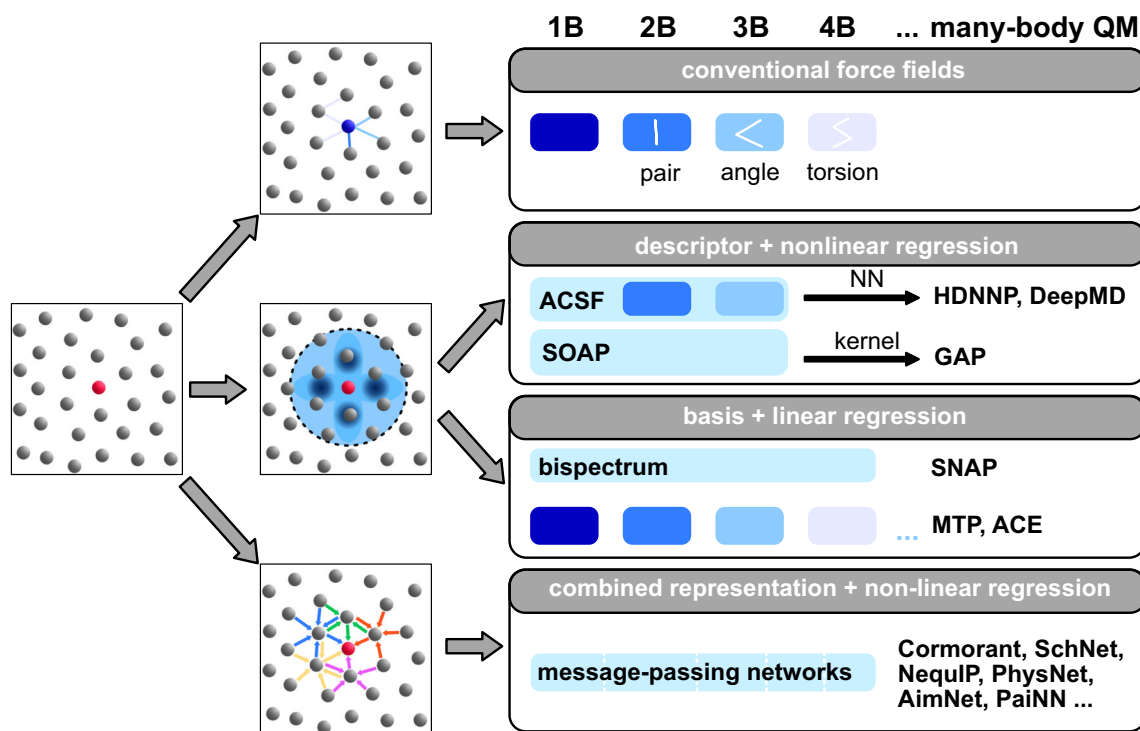 1B 2B 3B 4B ... many-body QM
conventional force fields
pair angle torsion
descriptor + nonlinear regression
ACSF NN HDNNP, DeepMD
SOAP kernel GAP
basis + linear regression
bispectrum SNAP
... MTP, ACE
combined representation + non-linear regression
message-passing networks
Cormorant, SchNet,
NequIP, PhysNet,
AimNet, PaiNN ...